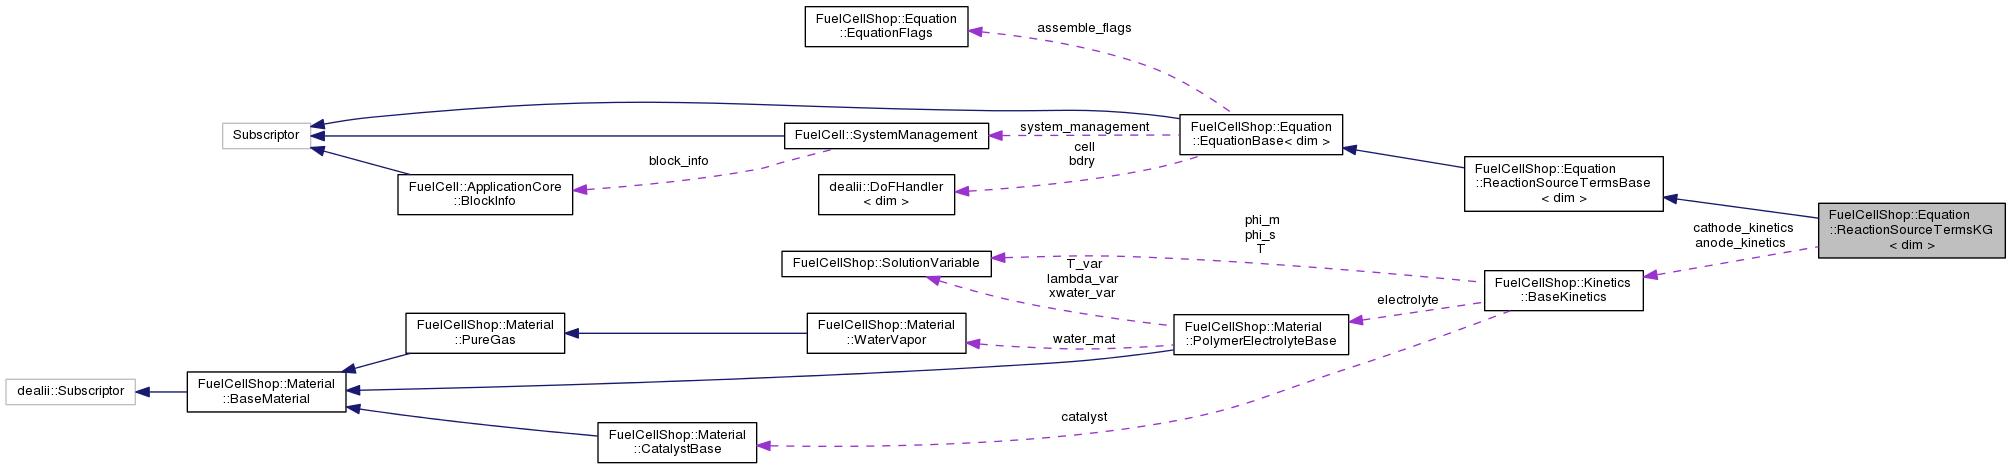 FuelCellShop::Equation
::EquationFlags
assemble_flags
Subscriptor
FuelCell::SystemManagement
system_management
FuelCellShop::Equation
::EquationBase< dim >
cell
bdry
block_info
FuelCell::ApplicationCore
::BlockInfo
dealii::DoFHandler
< dim >
FuelCellShop::Equation
::ReactionSourceTermsBase
< dim >
FuelCellShop::Equation
::ReactionSourceTermsKG
< dim >
cathode_kinetics
anode_kinetics
phi_m
phi_s
T
FuelCellShop::SolutionVariable
T_var
lambda_var
xwater_var
FuelCellShop::Kinetics
::BaseKinetics
electrolyte
FuelCellShop::Material
::PureGas
FuelCellShop::Material
::WaterVapor
water_mat
FuelCellShop::Material
::PolymerElectrolyteBase
dealii::Subscriptor
FuelCellShop::Material
::BaseMaterial
catalyst
FuelCellShop::Material
::CatalystBase